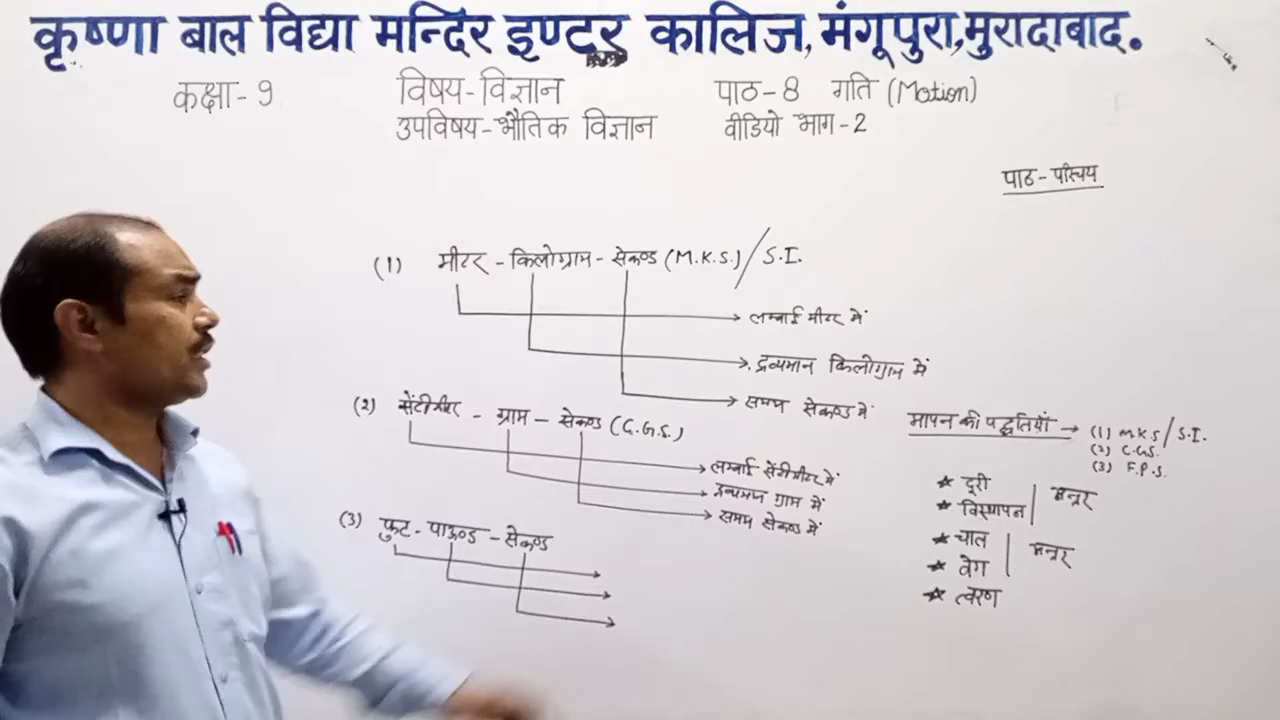 कृष्णा बाल विद्या मन्दिर इण्टर कालिज, मंगूपुरा, मुरादाबाद.
कक्षा - 9 विषय - विज्ञान पाठ - 8 गति (Motion)
उपविषय - भौतिक विज्ञान वीडियो भाग - 2
पाठ - परिचय
(1) मीटर - किलोग्राम - सेकण्ड (M.K.S.) / S.I.
लम्बाई मीटर में
द्रव्यमान किलोग्राम में
समय सेकण्ड में
(2) सेंटीमीटर - ग्राम - सेकण्ड (C.G.S.)
लम्बाई सेंटीमीटर में
द्रव्यमान ग्राम में
समय सेकण्ड में
(3) फुट - पाऊण्ड - सेकण्ड
मापन की पद्धतियाँ → (1) M.K.S / S.I.
(2) C.G.S.
(3) F.P.S.
★ दूरी
★ विस्थापन
अन्तर
★ चाल
★ वेग
अन्तर
★ त्वरण